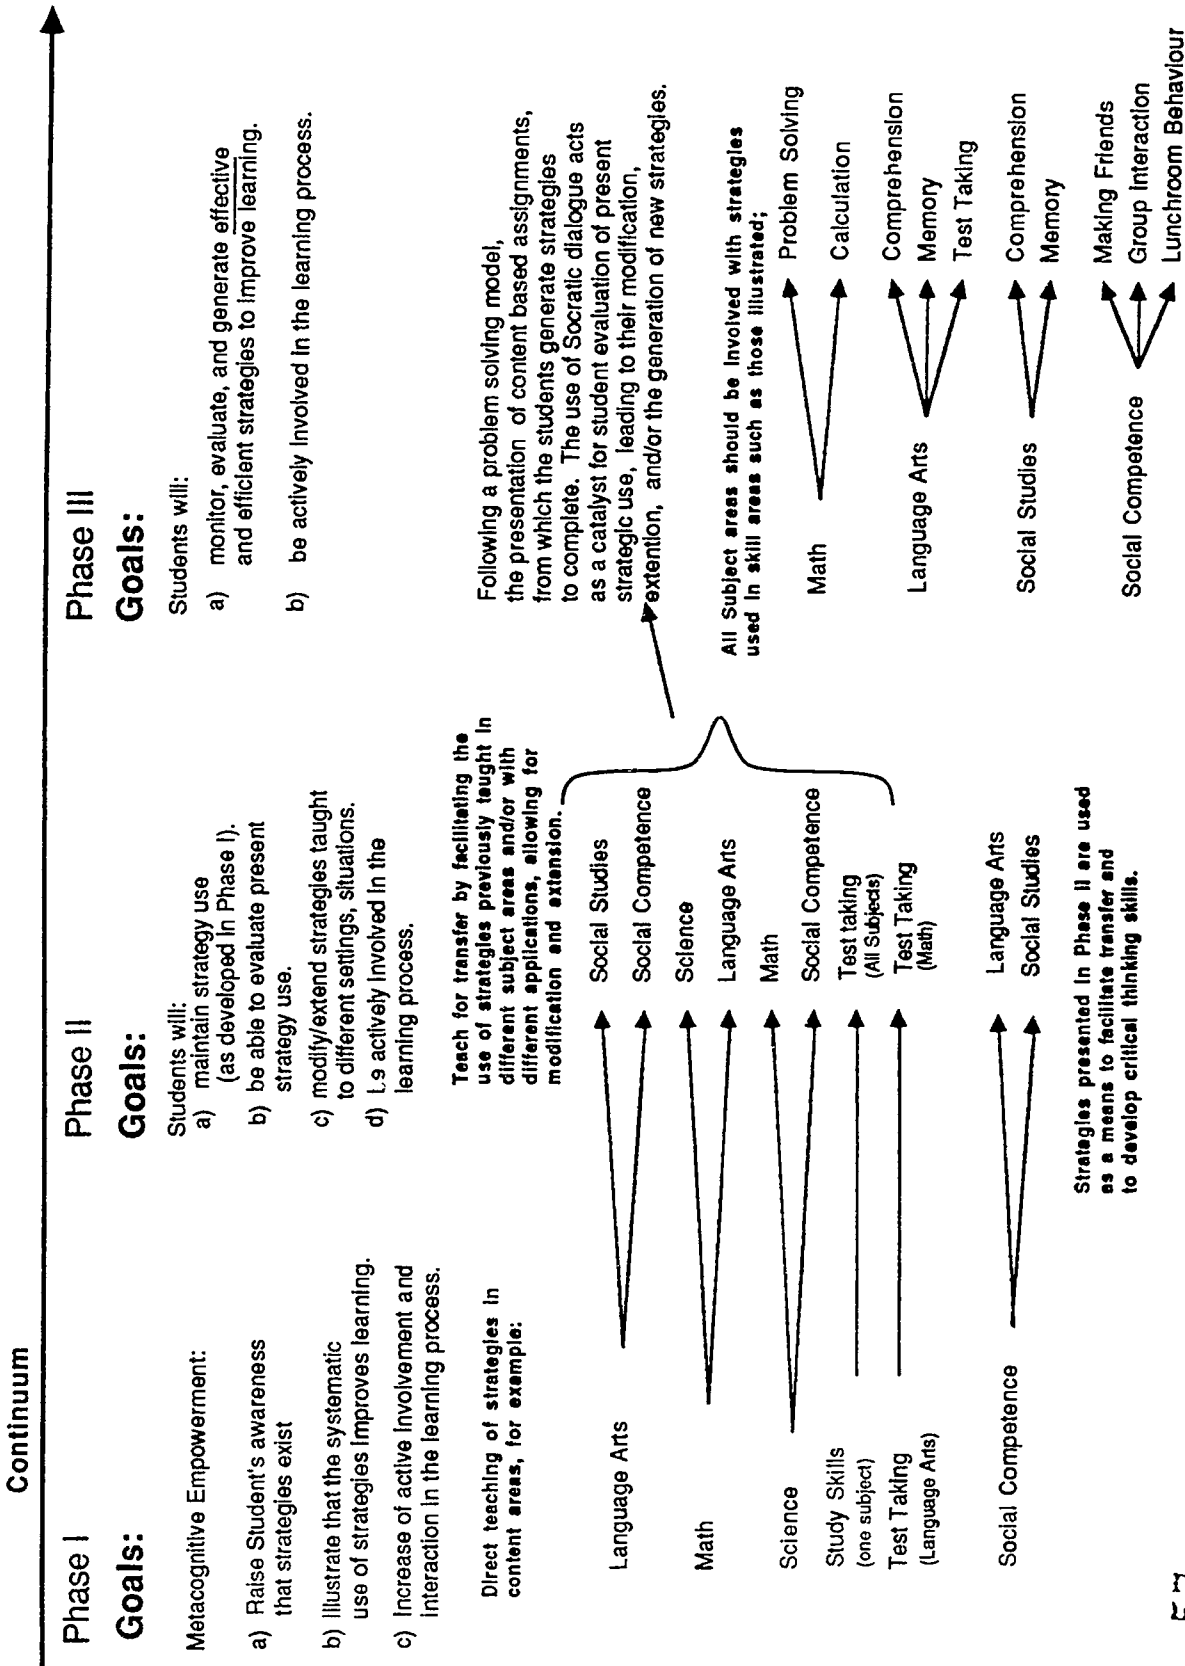 Continuum
Phase I
Goals:
Metacognitive Empowerment:
a) Raise Student's awareness
that strategies exist
b) Illustrate that the systematic
use of strategies Improves learning.
c) Increase of active Involvement and
interaction In the learning process.
Direct teaching of strategies In
content areas, for example:
Language Arts
Math
Science
Study Skills
(one subject)
Test Taking
(Language Arts)
Social Competence
Phase II
Goals:
Students will:
a) maintain strategy use
(as developed In Phase I).
b) be able to evaluate present
strategy use.
c) modify/extend strategies taught
to different settings, situations.
d) be actively Involved In the
learning process.
Teach for transfer by facilitating the
use of strategies previously taught In
different subject areas and/or with
different applications, allowing for
modification and extension.
Social Studies
Social Competence
Science
Language Arts
Math
Social Competence
Test taking
(All Subjects)
Test Taking
(Math)
Language Arts
Social Studies
Strategies presented In Phase II are used
as a means to facilitate transfer and
to develop critical thinking skills.
Phase III
Goals:
Students will:
a) monitor, evaluate, and generate effective
and efficient strategies to Improve learning.
b) be actively Involved In the learning process.
Following a problem solving model,
the presentation of content based assignments,
from which the students generate strategies
to complete. The use of Socratic dialogue acts
as a catalyst for student evaluation of present
strategic use, leading to their modification,
extention, and/or the generation of new strategies.
All Subject areas should be Involved with strategies
used In skill areas such as those Illustrated;
Math
Problem Solving
Calculation
Language Arts
Comprehension
Memory
Test Taking
Social Studies
Comprehension
Memory
Social Competence
Making Friends
Group Interaction
Lunchroom Behaviour